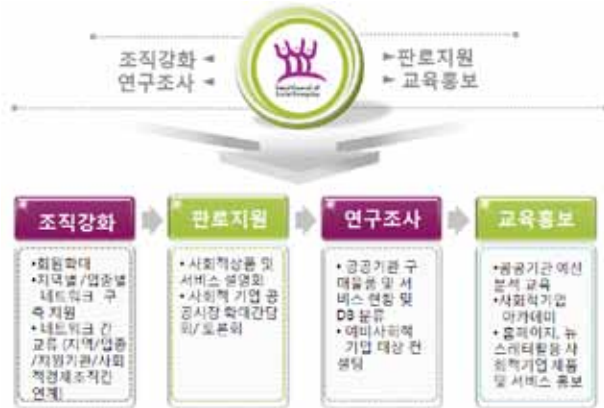 조직강화
연구조사
판로지원
교육홍보
조직강화
•회원확대
•지역별/업종별
네트워크 구
축 지원
•네트워크 간
교류(지역/업종
/지원기관/사회
적경제조직간
연계)
판로지원
•사회적상품 및
서비스 설명회
•사회적 기업 공
공시장 확대간담
회/토론회
연구조사
•공공기관 구
매물품 및 서
비스 현황 및
DB 분류
•예비사회적
기업 대상 컨
설팅
교육홍보
•공공기관 예산
분석 교육
•사회적기업
아카데미
•홈페이지, 뉴
스레터활용 사
회적기업 제품
및 서비스 홍보